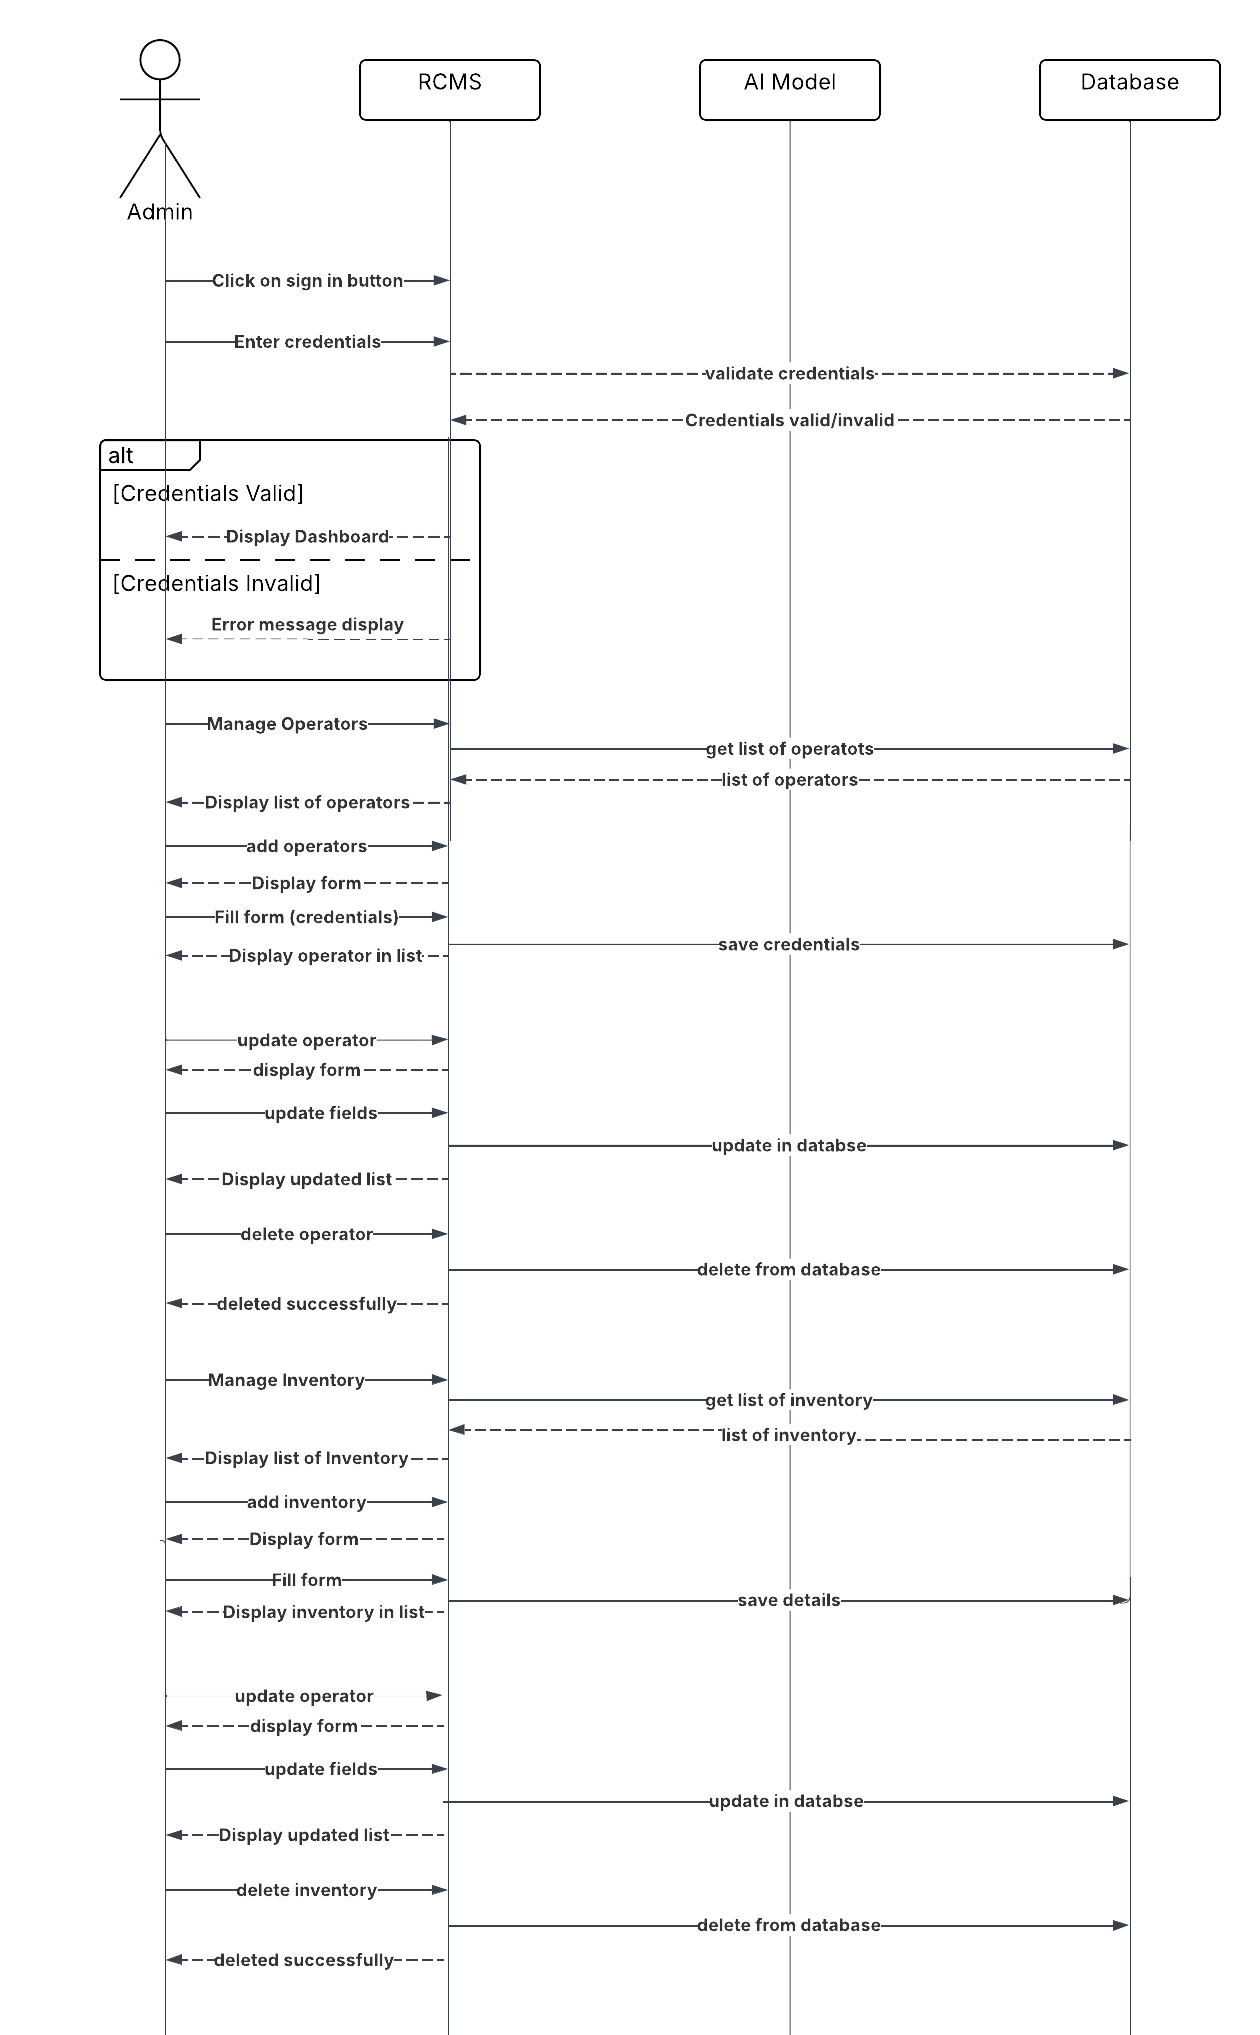 RCMS
AI Model
Database
Admin
Click on sign in button
Enter credentials
validate credentials
Credentials valid/invalid
alt
[Credentials Valid]
Display Dashboard
[Credentials Invalid]
Error message display
Manage Operators
get list of operatots
list of operators
Display list of operators
add operators
Display form
Fill form (credentials)
save credentials
Display operator in list
update operator
display form
update fields
update in databse
Display updated list
delete operator
delete from database
deleted successfully
Manage Inventory
get list of inventory
list of inventory
Display list of Inventory
add inventory
Display form
Fill form
save details
Display inventory in list
update operator
display form
update fields
update in databse
Display updated list
delete inventory
delete from database
deleted successfully